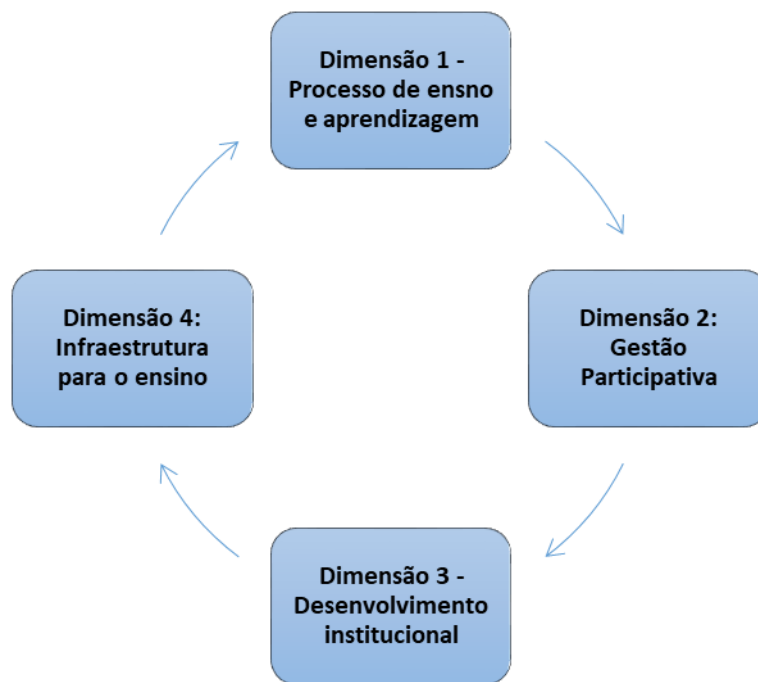 Dimensão 1 -
Processo de ensno
e aprendizagem
Dimensão 4:
Infraestrutura
para o ensino
Dimensão 2:
Gestão
Participativa
Dimensão 3 -
Desenvolvimento
institucional